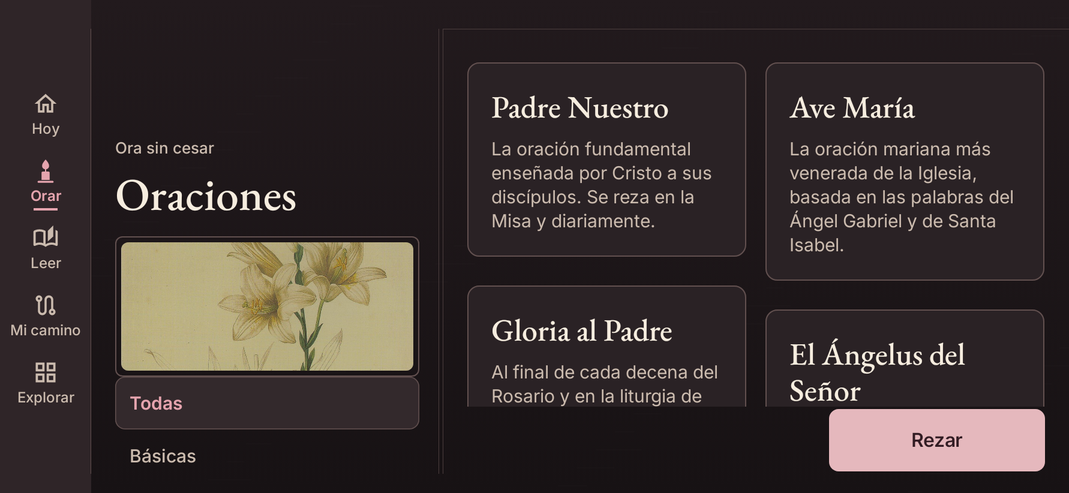 Hoy
Orar
Leer
Mi camino
Explorar
Ora sin cesar
Oraciones
Todas
Básicas
Padre Nuestro
La oración fundamental
enseñada por Cristo a sus
discípulos. Se reza en la
Misa y diariamente.
Ave María
La oración mariana más
venerada de la Iglesia,
basada en las palabras del
Ángel Gabriel y de Santa
Isabel.
Gloria al Padre
Al final de cada decena del
Rosario y en la liturgia de
El Ángelus del
Señor
Rezar